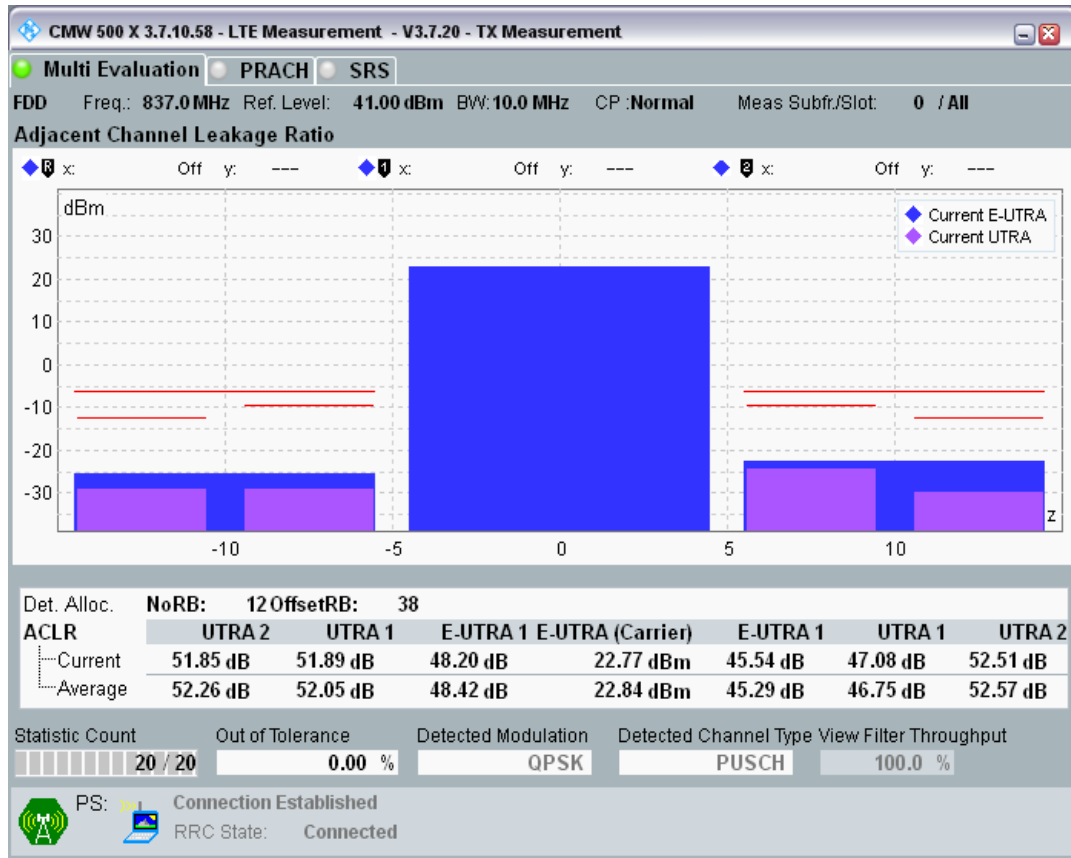 CMW 500 X 3.7.10.58 - LTE Measurement - V3.7.20 - TX Measurement
Multi Evaluation PRACH SRS
FDD Freq.: 837.0 MHz Ref. Level: 41.00 dBm BW: 10.0 MHz CP :Normal Meas Subfr./Slot: 0 / All
Adjacent Channel Leakage Ratio
R x: Off y: --- 1 x: Off y: --- 2 x: Off y: ---
dBm
Current E-UTRA
Current UTRA
30
20
10
0
-10
-20
-30
z
-10 -5 0 5 10
Det. Alloc. NoRB: 12 OffsetRB: 38
ACLR UTRA 2 UTRA 1 E-UTRA 1 E-UTRA (Carrier) E-UTRA 1 UTRA 1 UTRA 2
Current 51.85 dB 51.89 dB 48.20 dB 22.77 dBm 45.54 dB 47.08 dB 52.51 dB
Average 52.26 dB 52.05 dB 48.42 dB 22.84 dBm 45.29 dB 46.75 dB 52.57 dB
Statistic Count Out of Tolerance Detected Modulation Detected Channel Type View Filter Throughput
20 / 20 0.00 % QPSK PUSCH 100.0 %
PS: Connection Established
RRC State: Connected